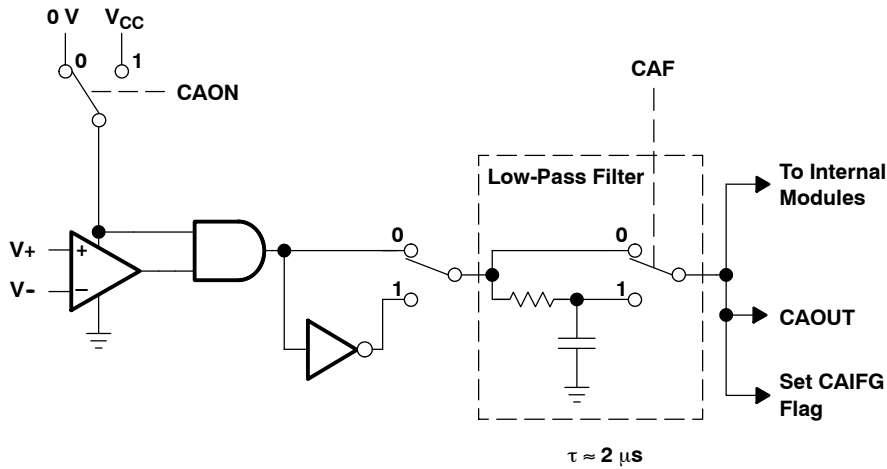 0 V
VCC
0
1
CAON
CAF
Low-Pass Filter
To Internal
Modules
V+
+
V-
−
0
1
0
1
CAOUT
Set CAIFG
Flag
τ ≈ 2 μs